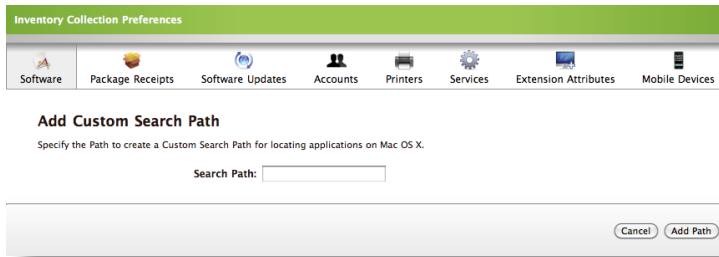 Inventory Collection Preferences
Software Package Receipts Software Updates Accounts Printers Services Extension Attributes Mobile Devices
Add Custom Search Path
Specify the Path to create a Custom Search Path for locating applications on Mac OS X.
Search Path:
Cancel Add Path